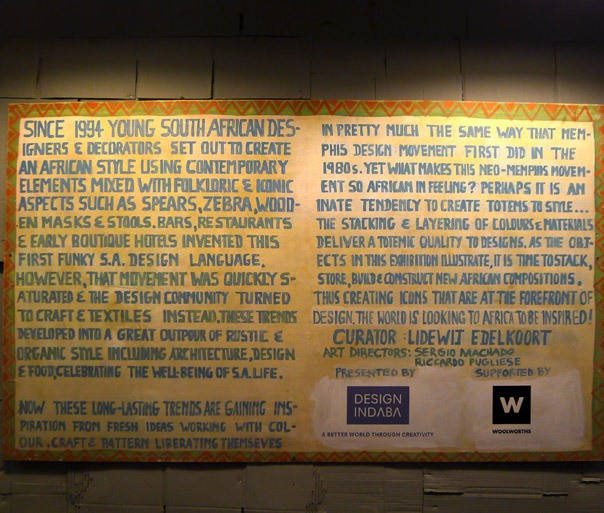 SINCE 1994 YOUNG SOUTH AFRICAN DES-
IGNERS & DECORATORS SET OUT TO CREATE
AN AFRICAN STYLE USING CONTEMPORARY
ELEMENTS MIXED WITH FOLKLORIC & ICONIC
ASPECTS SUCH AS SPEARS, ZEBRA, WOOD-
EN MASKS & STOOLS. BARS, RESTAURANTS
& EARLY BOUTIQUE HOTELS INVENTED THIS
FIRST FUNKY S.A. DESIGN LANGUAGE.
HOWEVER, THAT MOVEMENT WAS QUICKLY S-
ATURATED & THE DESIGN COMMUNITY TURNED
TO CRAFT & TEXTILES INSTEAD. THESE TRENDS
DEVELOPED INTO A GREAT OUTPOUR OF RUSTIC &
ORGANIC STYLE INCLUDING ARCHITECTURE, DESIGN
& FOOD, CELEBRATING THE WELL-BEING OF S.A. LIFE.
NOW THESE LONG-LASTING TRENDS ARE GAINING INS-
PIRATION FROM FRESH IDEAS WORKING WITH COL-
OUR, CRAFT & PATTERN LIBERATING THEMSEVES
IN PRETTY MUCH THE SAME WAY THAT MEM-
PHIS DESIGN MOVEMENT FIRST DID IN THE
1980s. YET WHAT MAKES THIS NEO-MEMPHIS MOVEM-
ENT SO AFRICAN IN FEELING? PERHAPS IT IS AN
INATE TENDENCY TO CREATE TOTEMS TO STYLE...
THE STACKING & LAYERING OF COLOURS & MATERIALS
DELIVER A TOTEMIC QUALITY TO DESIGNS. AS THE OBJ-
ECTS IN THIS EXHIBITION ILLUSTRATE, IT IS TIME TO STACK,
STORE, BUILD & CONSTRUCT NEW AFRICAN COMPOSITIONS,
THUS CREATING ICONS THAT ARE AT THE FOREFRONT OF
DESIGN. THE WORLD IS LOOKING TO AFRICA TO BE INSPIRED!
CURATOR: LIDEWIJ EDELKOORT
ART DIRECTORS: SERGIO MACHADO
RICCARDO PUGLIESE
PRESENTED BY SUPPORTED BY
DESIGN
INDABA
A BETTER WORLD THROUGH CREATIVITY
W
WOOLWORTHS